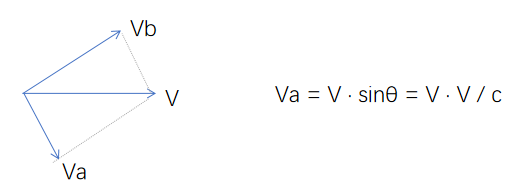 Vb
V
Va = V · sinθ = V · V / c
Va